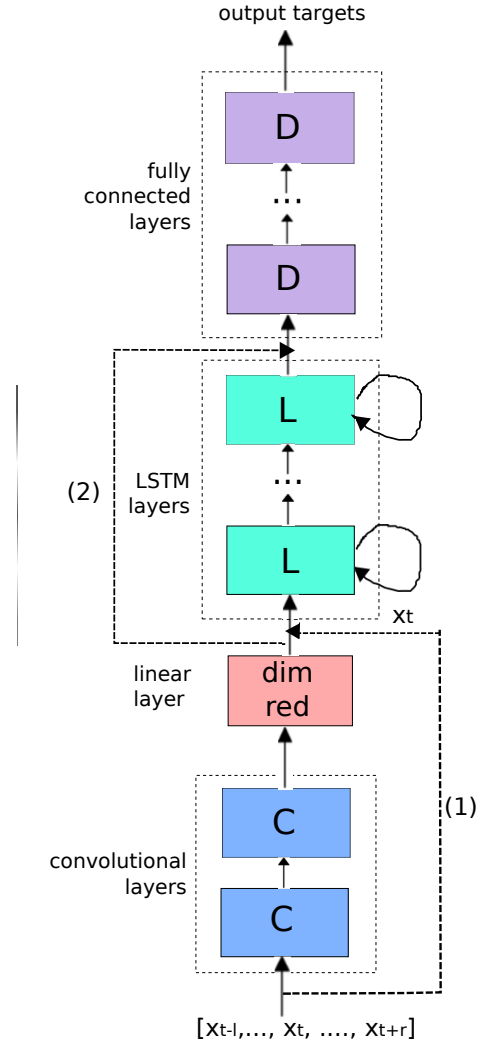 output targets
D
fully
connected
layers
...
D
L
(2)
LSTM
layers
...
L
xt
linear
layer
dim
red
(1)
C
convolutional
layers
C
[xt-l,..., xt, ...., xt+r]